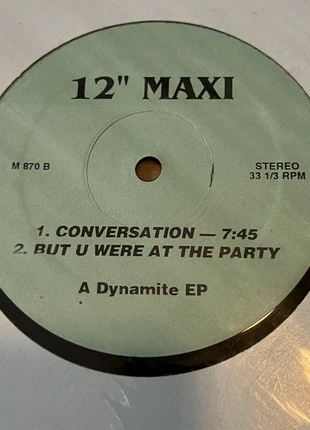 12" MAXI
M 870 B
STEREO
33 1/3 RPM
1. CONVERSATION — 7:45
2. BUT U WERE AT THE PARTY
A Dynamite EP